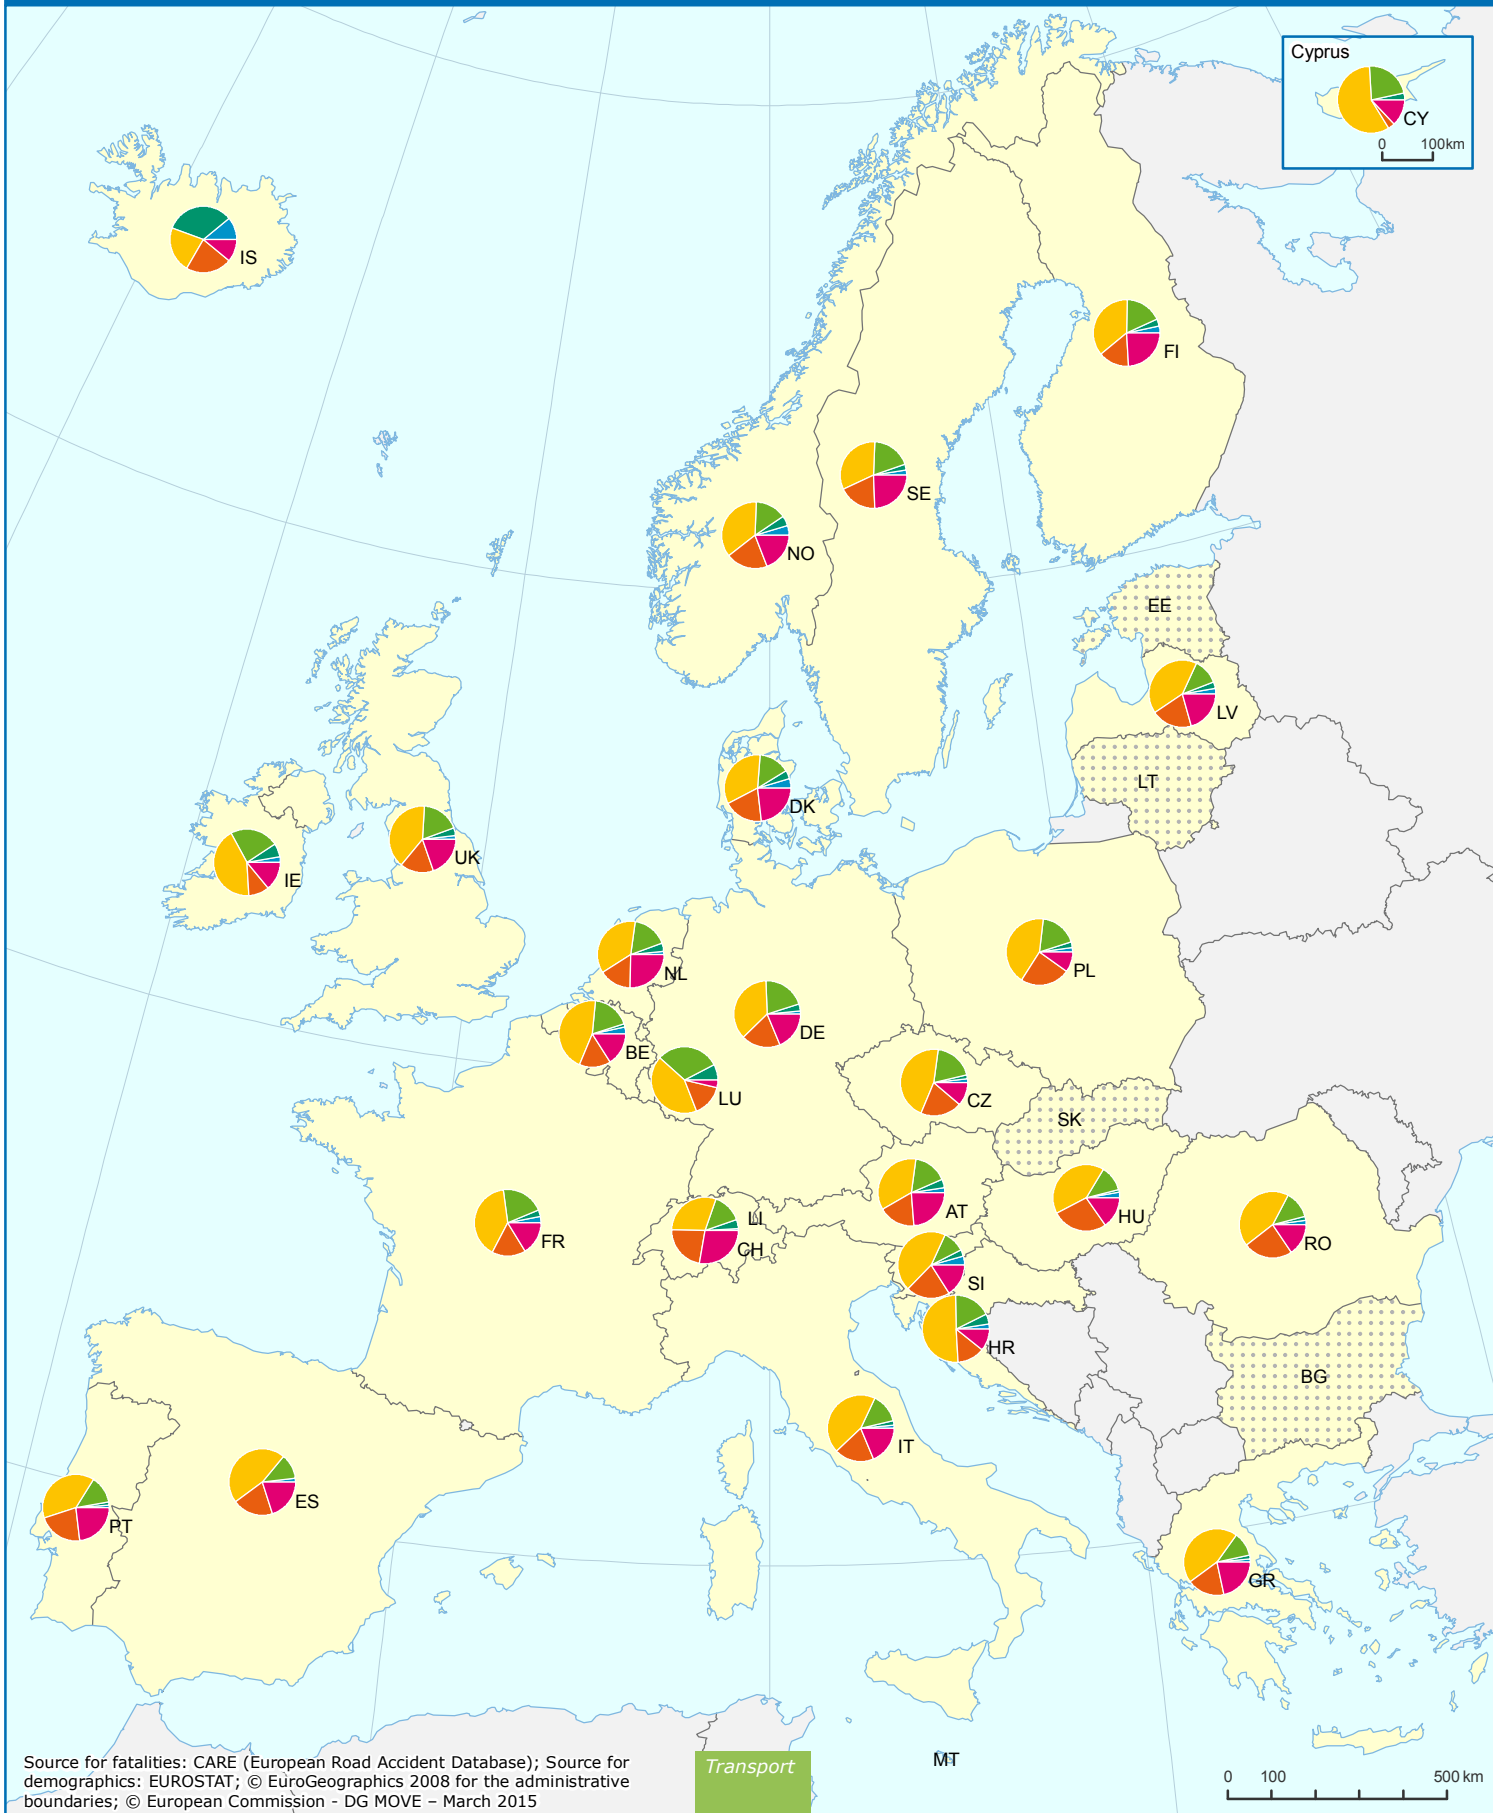 Cyprus
CY
0 100km
IS
FI
SE
NO
EE
LV
LT
DK
UK
IE
NL
PL
DE
BE
LU
CZ
SK
AT
HU
LI
CH
FR
RO
SI
HR
BG
IT
ES
PT
GR
MT
Source for fatalities: CARE (European Road Accident Database); Source for
demographics: EUROSTAT; © EuroGeographics 2008 for the administrative
boundaries; © European Commission - DG MOVE – March 2015
Transport
0 100 500 km